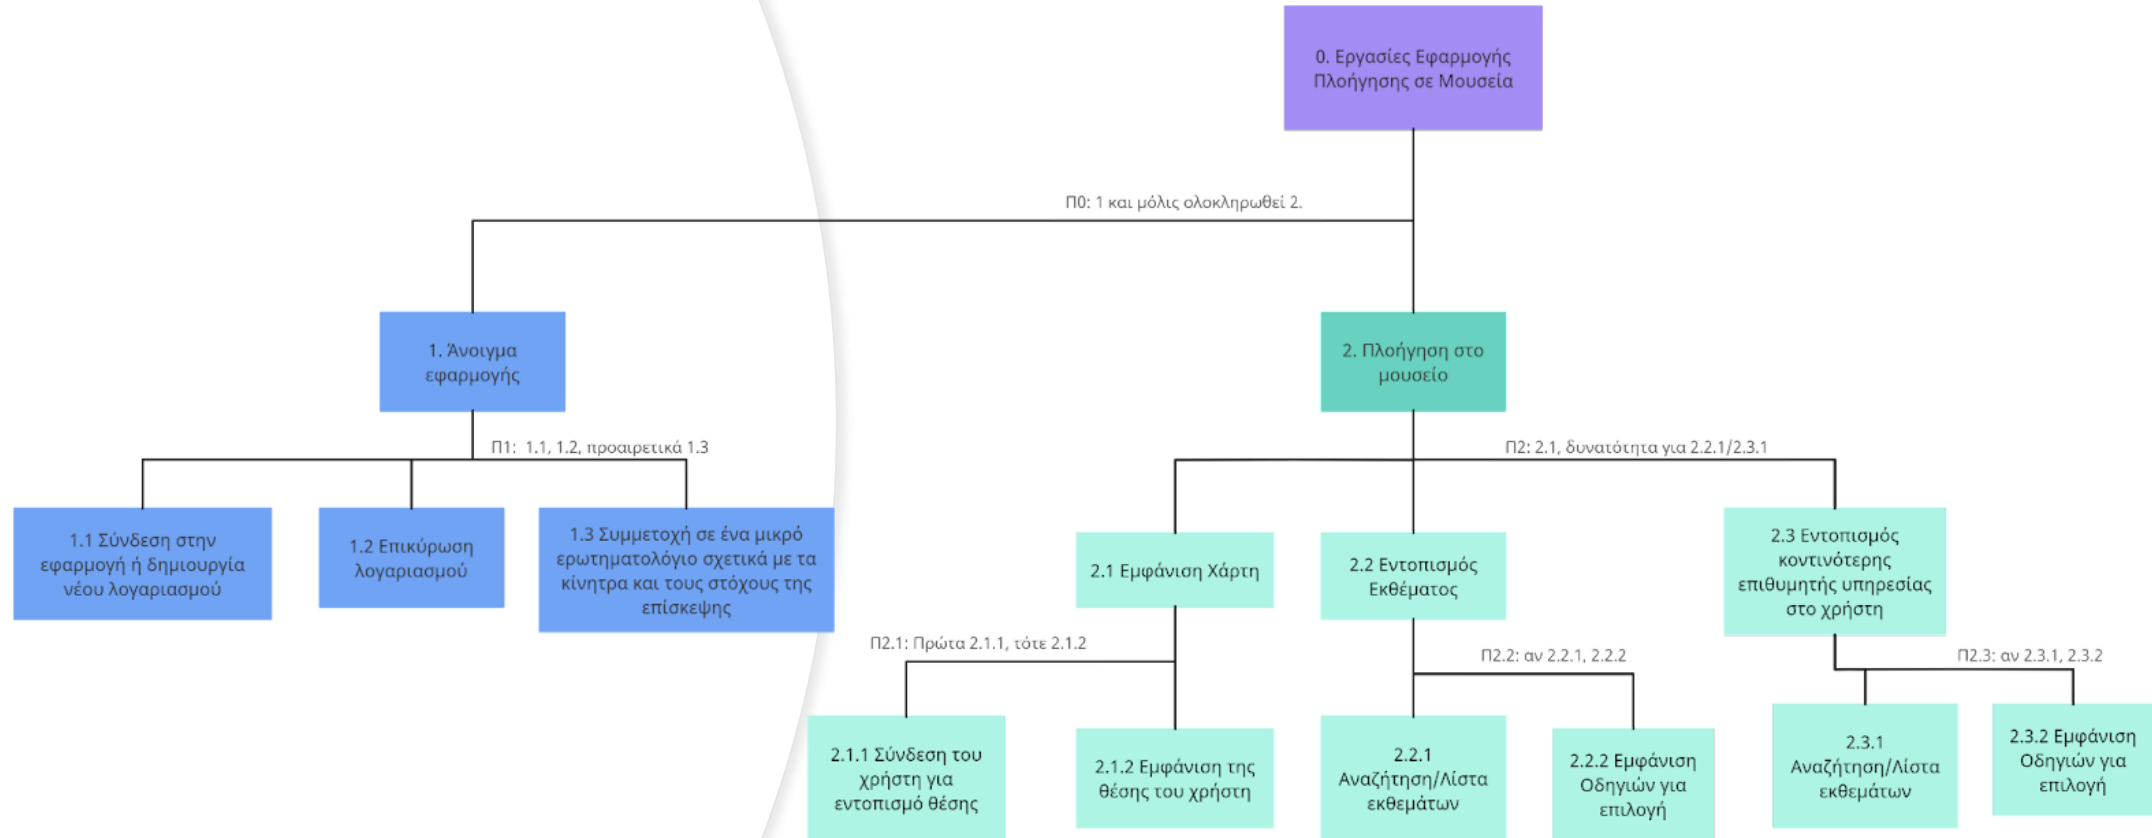 0. Εργασίες Εφαρμογής
Πλοήγησης σε Μουσεία
Π0: 1 και μόλις ολοκληρωθεί 2.
1. Άνοιγμα
εφαρμογής
2. Πλοήγηση στο
μουσείο
Π1:  1.1, 1.2, προαιρετικά 1.3
Π2: 2.1, δυνατότητα για 2.2.1/2.3.1
1.1 Σύνδεση στην
εφαρμογή ή δημιουργία
νέου λογαριασμού
1.2 Επικύρωση
λογαριασμού
1.3 Συμμετοχή σε ένα μικρό
ερωτηματολόγιο σχετικά με τα
κίνητρα και τους στόχους της
επίσκεψης
2.1 Εμφάνιση Χάρτη
2.2 Εντοπισμός
Εκθέματος
2.3 Εντοπισμός
κοντινότερης
επιθυμητής υπηρεσίας
στο χρήστη
Π2.1: Πρώτα 2.1.1, τότε 2.1.2
Π2.2: αν 2.2.1, 2.2.2
Π2.3: αν 2.3.1, 2.3.2
2.1.1 Σύνδεση του
χρήστη για
εντοπισμό θέσης
2.1.2 Εμφάνιση της
θέσης του χρήστη
2.2.1
Αναζήτηση/Λίστα
εκθεμάτων
2.2.2 Εμφάνιση
Οδηγιών για
επιλογή
2.3.1
Αναζήτηση/Λίστα
εκθεμάτων
2.3.2 Εμφάνιση
Οδηγιών για
επιλογή